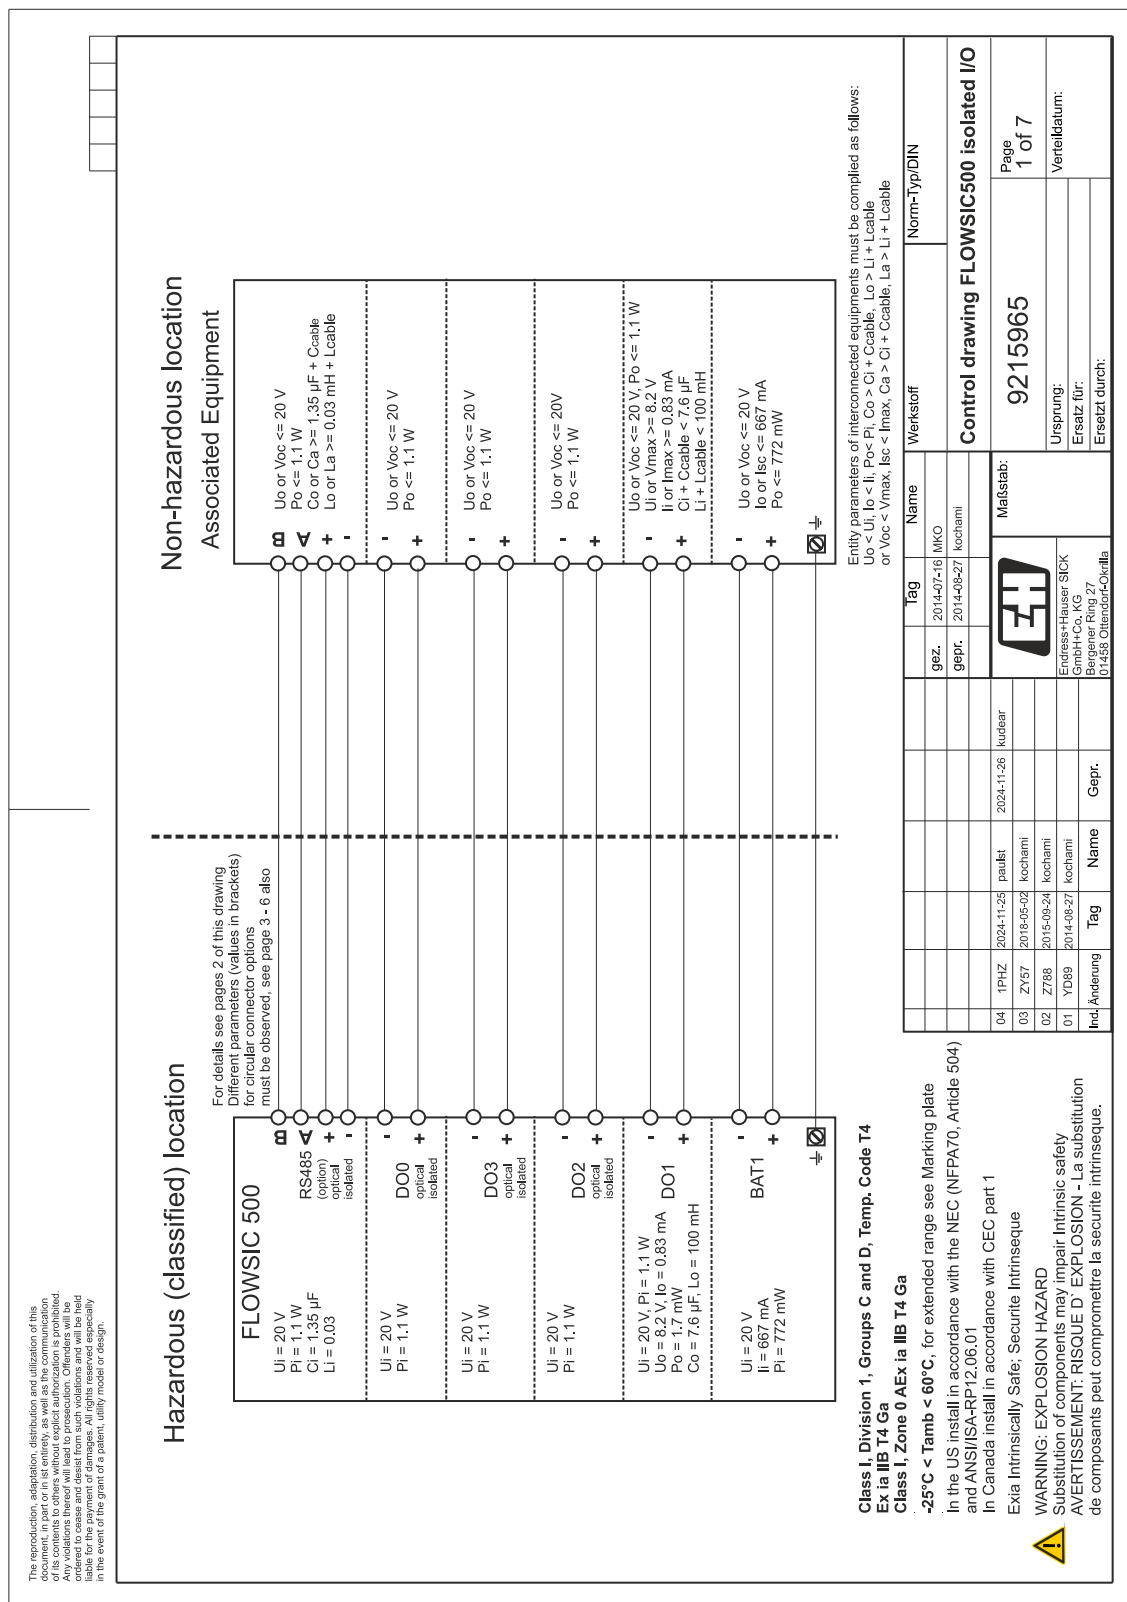 The reproduction, adaptation, distribution and utilization of this
document, in part or in ist entirety, as well as the communication
of its contents to others without explicit authorization is prohibited.
Any violations thereof will lead to prosecution. Offenders will be
ordered to cease and desist from such violations and will be held
liable for the payment of damages. All rights reserved especially
in the event of the grant of a patent, utility model or design.
Hazardous (classified) location
For details see pages 2 of this drawing
Different parameters (values in brackets)
for circular connector options
must be observed, see page 3 - 6 also
Non-hazardous location
Associated Equipment
FLOWSIC 500
Ui = 20 V
Pi = 1.1 W
Ci = 1.35 µF
Li = 0.03
RS485
(option)
optical
isolated
B
A
+
-
Ui = 20 V
Pi = 1.1 W
DO0
optical
isolated
-
+
Ui = 20 V
Pi = 1.1 W
DO3
optical
isolated
-
+
Ui = 20 V
Pi = 1.1 W
DO2
optical
isolated
-
+
Ui = 20 V, Pi = 1.1 W
Uo = 8.2 V, Io = 0.83 mA
Po = 1.7 mW
Co = 7.6 µF, Lo = 100 mH
DO1
-
+
Ui = 20 V
Ii = 667 mA
Pi = 772 mW
BAT1
-
+
B
A
+
-
Uo or Voc <= 20 V
Po <= 1.1 W
Co or Ca >= 1.35 µF + Ccable
Lo or La >= 0.03 mH + Lcable
-
+
Uo or Voc <= 20 V
Po <= 1.1 W
-
+
Uo or Voc <= 20 V
Po <= 1.1 W
-
+
Uo or Voc <= 20V
Po <= 1.1 W
-
+
Uo or Voc <= 20 V, Po <= 1.1 W
Ui or Vmax >= 8.2 V
Ii or Imax >= 0.83 mA
Ci + Ccable < 7.6 µF
Li + Lcable < 100 mH
-
+
Uo or Voc <= 20 V
Io or Isc <= 667 mA
Po <= 772 mW
Entity parameters of interconnected equipments must be complied as follows:
Uo < Ui, Io < Ii, Po< Pi, Co > Ci + Ccable, Lo > Li + Lcable
or Voc < Vmax, Isc < Imax, Ca > Ci + Ccable, La > Li + Lcable
Class I, Division 1, Groups C and D, Temp. Code T4
Ex ia IIB T4 Ga
Class I, Zone 0 AEx ia IIB T4 Ga
-25°C < Tamb < 60°C, for extended range see Marking plate
In the US install in accordance with the NEC (NFPA70, Article 504)
and ANSI/ISA-RP12.06.01
In Canada install in accordance with CEC part 1
Exia Intrinsically Safe; Securite Intrinseque
WARNING: EXPLOSION HAZARD
Substitution of components may impair Intrinsic safety
AVERTISSEMENT: RISQUE D` EXPLOSION - La substitution
de composants peut compromettre la securite intrinseque.
04 1PHZ 2024-11-25 paulst 2024-11-26 kudear
03 ZY57 2018-05-02 kochami
02 Z788 2015-09-24 kochami
01 YD89 2014-08-27 kochami
Ind. Änderung Tag Name Gepr.
Tag Name
gez. 2014-07-16 MKO
gepr. 2014-08-27 kochami
EH
Endress+Hauser SICK
GmbH+Co. KG
Bergener Ring 27
01458 Ottendorf-Okrilla
Maßstab:
Werkstoff
Norm-Typ/DIN
Control drawing FLOWSIC500 isolated I/O
9215965
Page
1 of 7
Ursprung:
Ersatz für:
Ersetzt durch:
Verteildatum: